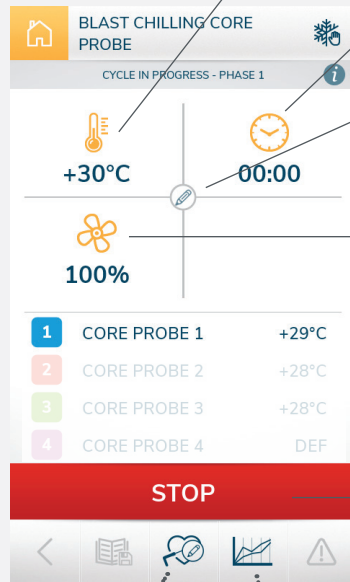 BLAST CHILLING CORE
PROBE
CYCLE IN PROGRESS - PHASE 1
i
+30°C
00:00
100%
1 CORE PROBE 1 +29°C
2 CORE PROBE 2 +28°C
3 CORE PROBE 3 +28°C
4 CORE PROBE 4 DEF
STOP